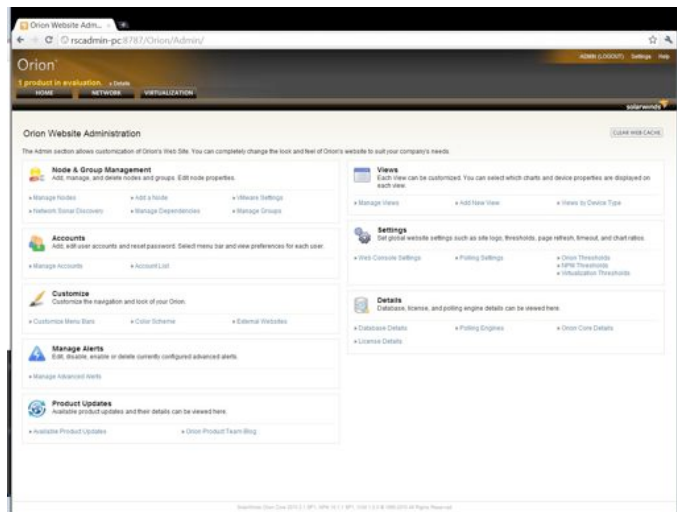 Orion Website Adm...
rscadmin-pc:8787/Orion/Admin/
Orion
ADMIN (LOGOUT) Settings Help
1 product in evaluation. » Details
HOME NETWORK VIRTUALIZATION
solarwinds
Orion Website Administration
CLEAR WEB CACHE
The Admin section allows customization of Orion's Web Site. You can completely change the look and feel of Orion's website to suit your company's needs.
Node & Group Management
Add, manage, and delete nodes and groups. Edit node properties.
» Manage Nodes » Add a Node » VMware Settings
» Network Sonar Discovery » Manage Dependencies » Manage Groups
Accounts
Add, edit user accounts and reset password. Select menu bar and view preferences for each user.
» Manage Accounts » Account List
Customize
Customize the navigation and look of your Orion.
» Customize Menu Bars » Color Scheme » External Websites
Manage Alerts
Edit, disable, enable or delete currently configured advanced alerts.
» Manage Advanced Alerts
Product Updates
Available product updates and their details can be viewed here.
» Available Product Updates » Orion Product Team Blog
Views
Each View can be customized. You can select which charts and device properties are displayed on
each view.
» Manage Views » Add New View » Views by Device Type
Settings
Set global website settings such as site logo, thresholds, page refresh, timeout, and chart ratios.
» Web Console Settings » Polling Settings » Orion Thresholds
» NPM Thresholds
» Virtualization Thresholds
Details
Database, license, and polling engine details can be viewed here.
» Database Details » Polling Engines » Orion Core Details
» License Details